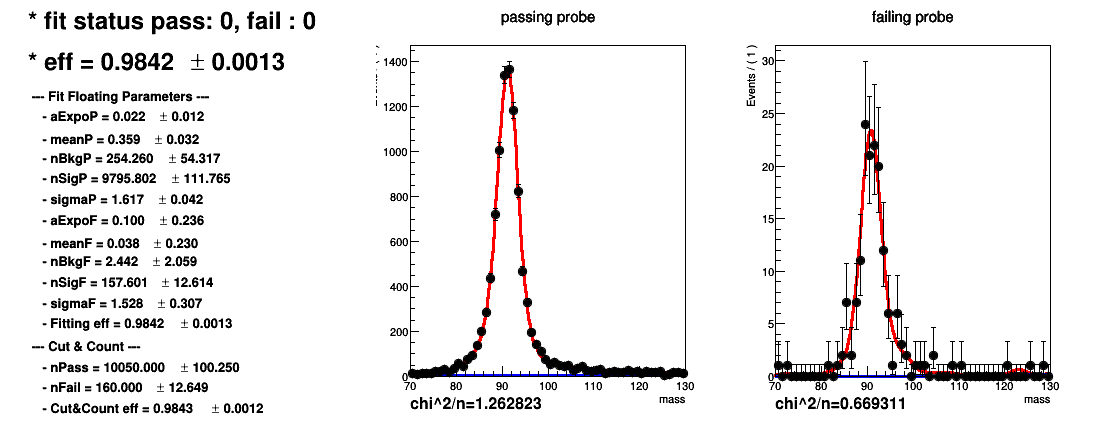 * fit status pass: 0, fail : 0
* eff = 0.9842 ± 0.0013
--- Fit Floating Parameters ---
- aExpoP = 0.022 ± 0.012
- meanP = 0.359 ± 0.032
- nBkgP = 254.260 ± 54.317
- nSigP = 9795.802 ± 111.765
- sigmaP = 1.617 ± 0.042
- aExpoF = 0.100 ± 0.236
- meanF = 0.038 ± 0.230
- nBkgF = 2.442 ± 2.059
- nSigF = 157.601 ± 12.614
- sigmaF = 1.528 ± 0.307
- Fitting eff = 0.9842 ± 0.0013
--- Cut & Count ---
- nPass = 10050.000 ± 100.250
- nFail = 160.000 ± 12.649
- Cut&Count eff = 0.9843 ± 0.0012
passing probe
1400
1200
1000
800
600
400
200
0
70 80 90 100 110 120 130
mass
chi^2/n=1.262823
failing probe
Events / ( 1 )
30
25
20
15
10
5
0
70 80 90 100 110 120 130
mass
chi^2/n=0.669311